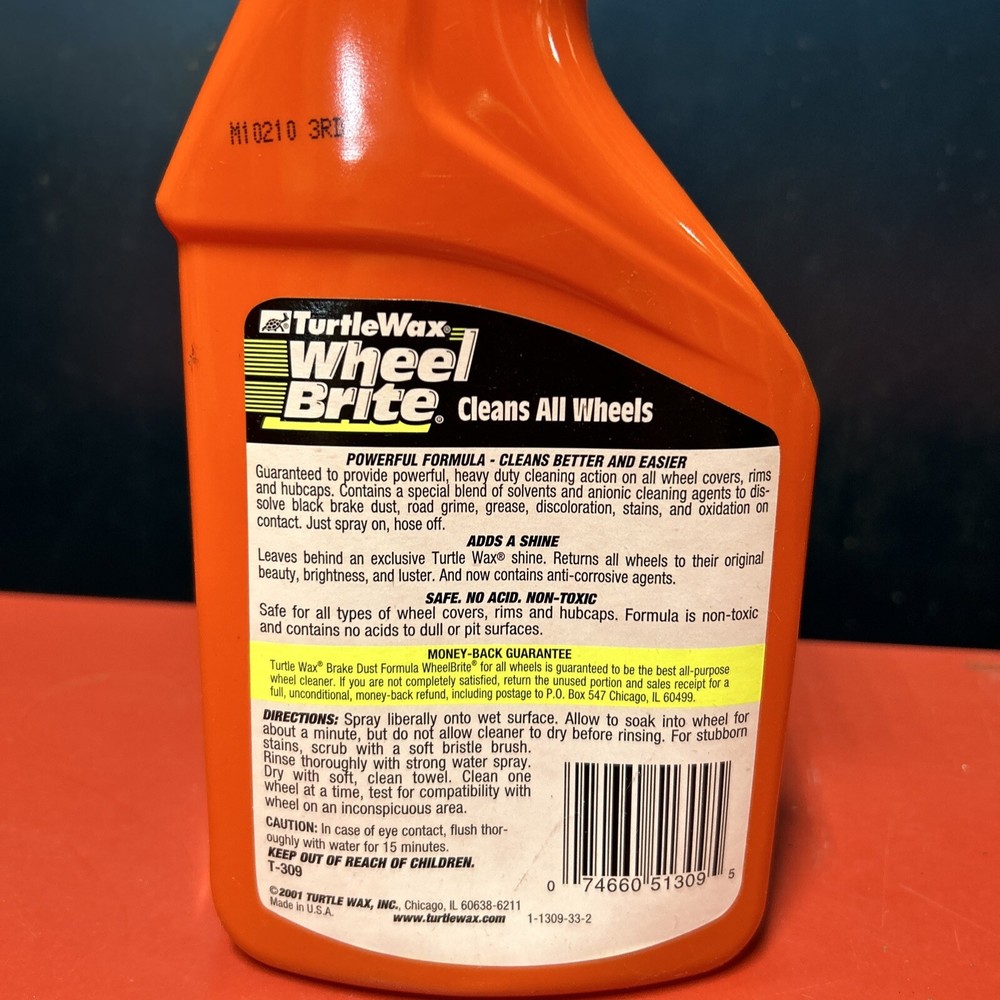 M10210 3RI
TurtleWax®
Wheel
Brite® Cleans All Wheels
POWERFUL FORMULA - CLEANS BETTER AND EASIER
Guaranteed to provide powerful, heavy duty cleaning action on all wheel covers, rims
and hubcaps. Contains a special blend of solvents and anionic cleaning agents to dis-
solve black brake dust, road grime, grease, discoloration, stains, and oxidation on
contact. Just spray on, hose off.
ADDS A SHINE
Leaves behind an exclusive Turtle Wax® shine. Returns all wheels to their original
beauty, brightness, and luster. And now contains anti-corrosive agents.
SAFE. NO ACID. NON-TOXIC
Safe for all types of wheel covers, rims and hubcaps. Formula is non-toxic
and contains no acids to dull or pit surfaces.
MONEY-BACK GUARANTEE
Turtle Wax® Brake Dust Formula WheelBrite® for all wheels is guaranteed to be the best all-purpose
wheel cleaner. If you are not completely satisfied, return the unused portion and sales receipt for a
full, unconditional, money-back refund, including postage to P.O. Box 547 Chicago, IL 60499.
DIRECTIONS: Spray liberally onto wet surface. Allow to soak into wheel for
about a minute, but do not allow cleaner to dry before rinsing. For stubborn
stains, scrub with a soft bristle brush.
Rinse thoroughly with strong water spray.
Dry with soft, clean towel. Clean one
wheel at a time, test for compatibility with
wheel on an inconspicuous area.
CAUTION: In case of eye contact, flush thor-
oughly with water for 15 minutes.
KEEP OUT OF REACH OF CHILDREN.
T-309
0 74660 51309 5
©2001 TURTLE WAX, INC., Chicago, IL 60638-6211
Made in U.S.A.
www.turtlewax.com 1-1309-33-2